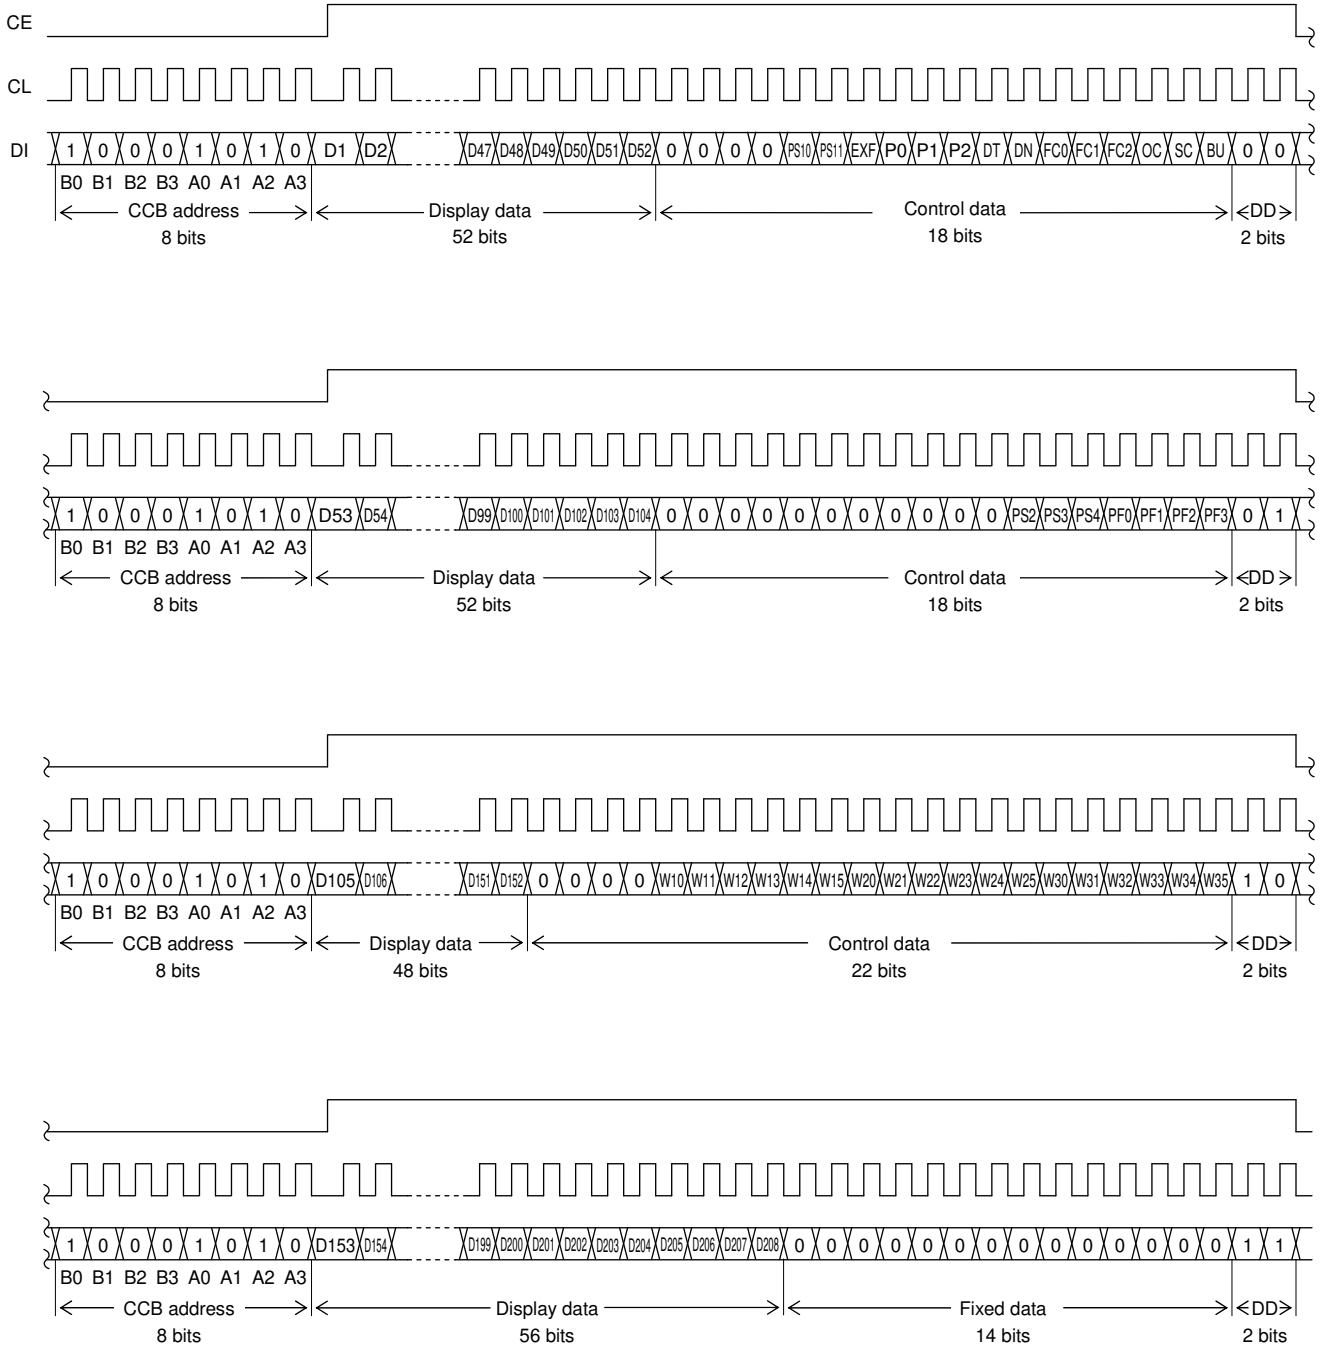 CE
CL
DI 1 0 0 0 1 0 1 0 D1 D2 D47 D48 D49 D50 D51 D52 0 0 0 0 PS10 PS11 EXF P0 P1 P2 DT DN FC0 FC1 FC2 OC SC BU 0 0
B0 B1 B2 B3 A0 A1 A2 A3
CCB address Display data Control data DD
8 bits 52 bits 18 bits 2 bits
1 0 0 0 1 0 1 0 D53 D54 D99 D100 D101 D102 D103 D104 0 0 0 0 0 0 0 0 0 0 0 PS2 PS3 PS4 PF0 PF1 PF2 PF3 0 1
B0 B1 B2 B3 A0 A1 A2 A3
CCB address Display data Control data DD
8 bits 52 bits 18 bits 2 bits
1 0 0 0 1 0 1 0 D105 D106 D151 D152 0 0 0 0 W10 W11 W12 W13 W14 W15 W20 W21 W22 W23 W24 W25 W30 W31 W32 W33 W34 W35 1 0
B0 B1 B2 B3 A0 A1 A2 A3
CCB address Display data Control data DD
8 bits 48 bits 22 bits 2 bits
1 0 0 0 1 0 1 0 D153 D154 D199 D200 D201 D202 D203 D204 D205 D206 D207 D208 0 0 0 0 0 0 0 0 0 0 0 0 0 0 1 1
B0 B1 B2 B3 A0 A1 A2 A3
CCB address Display data Fixed data DD
8 bits 56 bits 14 bits 2 bits